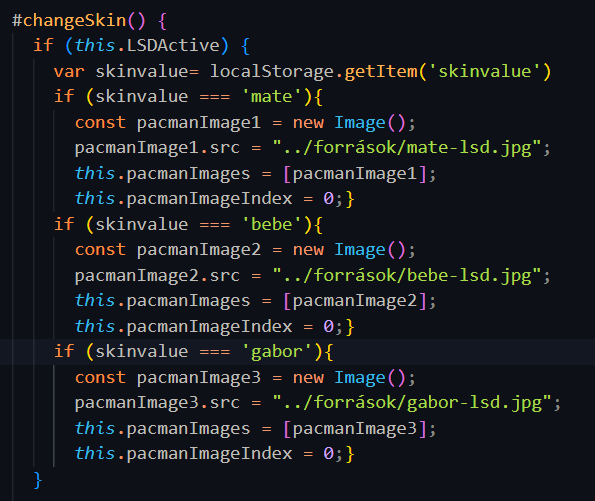 #changeSkin() {
if (this.LSDActive) {
var skinvalue= localStorage.getItem('skinvalue')
if (skinvalue === 'mate'){
const pacmanImage1 = new Image();
pacmanImage1.src = "../források/mate-lsd.jpg";
this.pacmanImages = [pacmanImage1];
this.pacmanImageIndex = 0;}
if (skinvalue === 'bebe'){
const pacmanImage2 = new Image();
pacmanImage2.src = "../források/bebe-lsd.jpg";
this.pacmanImages = [pacmanImage2];
this.pacmanImageIndex = 0;}
if (skinvalue === 'gabor'){
const pacmanImage3 = new Image();
pacmanImage3.src = "../források/gabor-lsd.jpg";
this.pacmanImages = [pacmanImage3];
this.pacmanImageIndex = 0;}
}